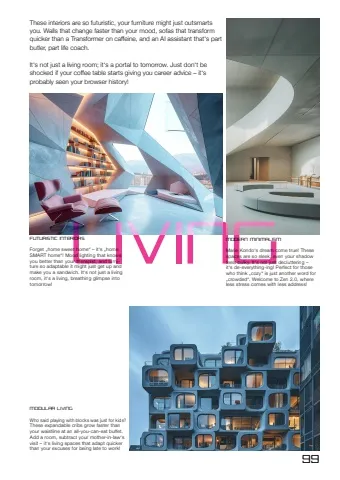 These interiors are so futuristic, your furniture might just outsmarts
you. Walls that change faster than your mood, sofas that transform
quicker than a Transformer on caffeine, and an AI assistant that's part
butler, part life coach.
It's not just a living room; it's a portal to tomorrow. Just don't be
shocked if your coffee table starts giving you career advice – it's
probably seen your browser history!
LIVING
FUTURISTIC INTERIORS
Forget „home sweet home" – it's „home
SMART home"! Mood lighting that knows
you better than your
ture so adaptable it might just get up and
make you a sandwich. It's not just a living
room, it's a living, breathing glimpse into
tomorrow!
MODERN MINIMALISM
Marie Kondo's dream come true! These
spaces are so sleek, even your shadow
feels bulky. It's not just decluttering –
it's de-everything-ing! Perfect for those
who think „cozy" is just another word for
„crowded". Welcome to Zen 2.0, where
less stress comes with less address!
MODULAR LIVING
Who said playing with blocks was just for kids?
These expandable cribs grow faster than
your waistline at an all-you-can-eat buffet.
Add a room, subtract your mother-in-law's
visit – it's living spaces that adapt quicker
than your excuses for being late to work!
99